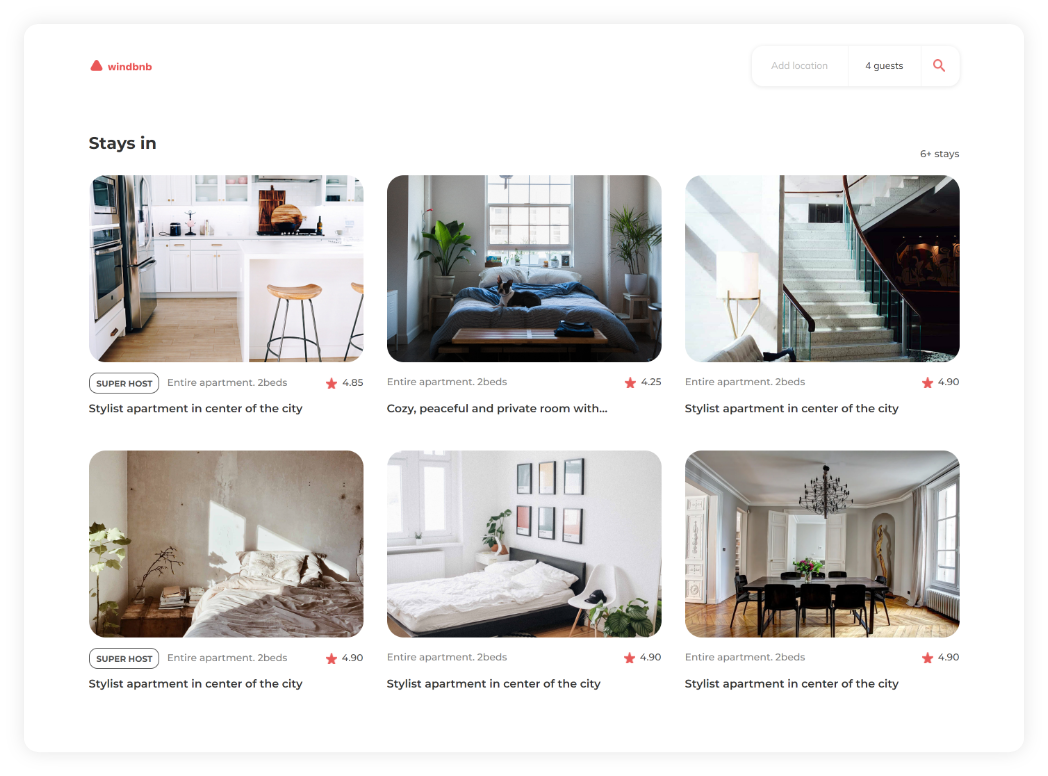 windbnb
Add location
4 guests
Stays in
6+ stays
SUPER HOST
Entire apartment. 2beds
4.85
Stylist apartment in center of the city
Entire apartment. 2beds
4.25
Cozy, peaceful and private room with...
Entire apartment. 2beds
4.90
Stylist apartment in center of the city
SUPER HOST
Entire apartment. 2beds
4.90
Stylist apartment in center of the city
Entire apartment. 2beds
4.90
Stylist apartment in center of the city
Entire apartment. 2beds
4.90
Stylist apartment in center of the city